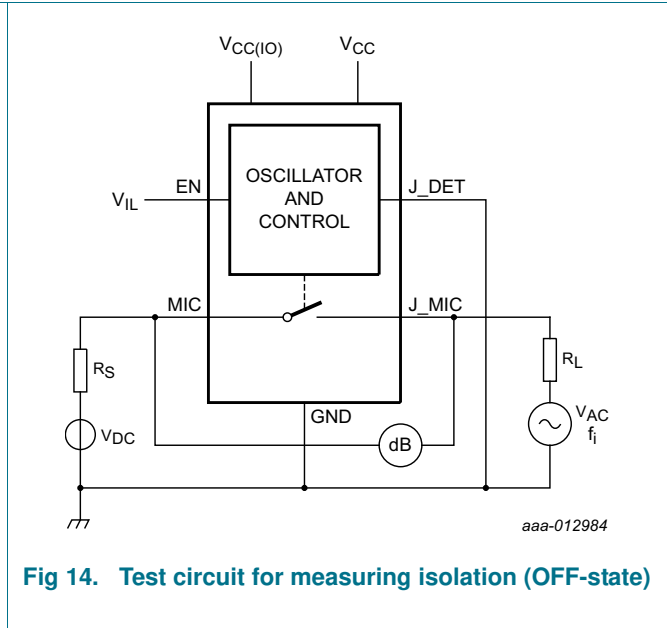 VCC(IO) VCC
OSCILLATOR
AND
CONTROL
EN
J_DET
VIL
MIC
J_MIC
RS
RL
VDC
VAC
fi
GND
dB
aaa-012984
Fig 14. Test circuit for measuring isolation (OFF-state)